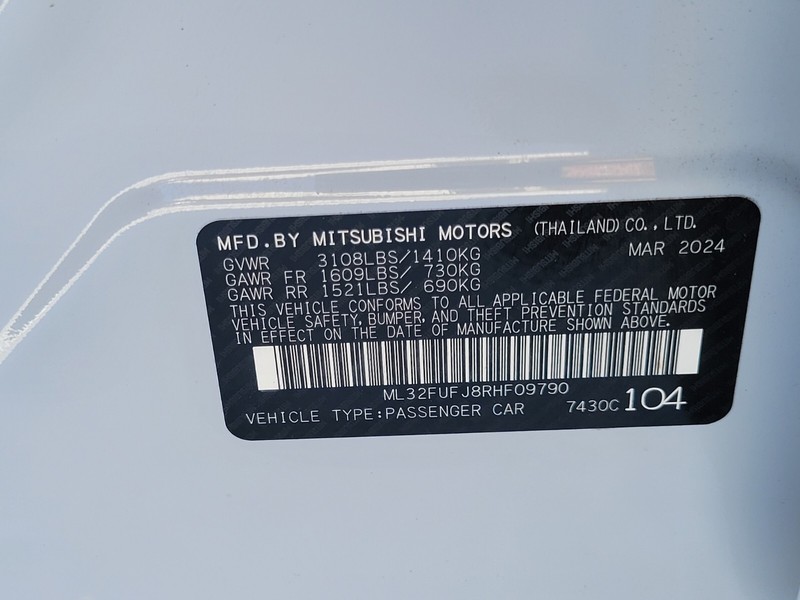 MFD.BY MITSUBISHI MOTORS (THAILAND) CO.,LTD.
MAR 2024
GVWR 3108LBS/1410KG
GAWR FR 1609LBS/ 730KG
GAWR RR 1521LBS/ 690KG
THIS VEHICLE CONFORMS TO ALL APPLICABLE FEDERAL MOTOR
VEHICLE SAFETY, BUMPER, AND THEFT PREVENTION STANDARDS
IN EFFECT ON THE DATE OF MANUFACTURE SHOWN ABOVE.
ML32FUFJ8RHF09790
VEHICLE TYPE:PASSENGER CAR 7430C 104